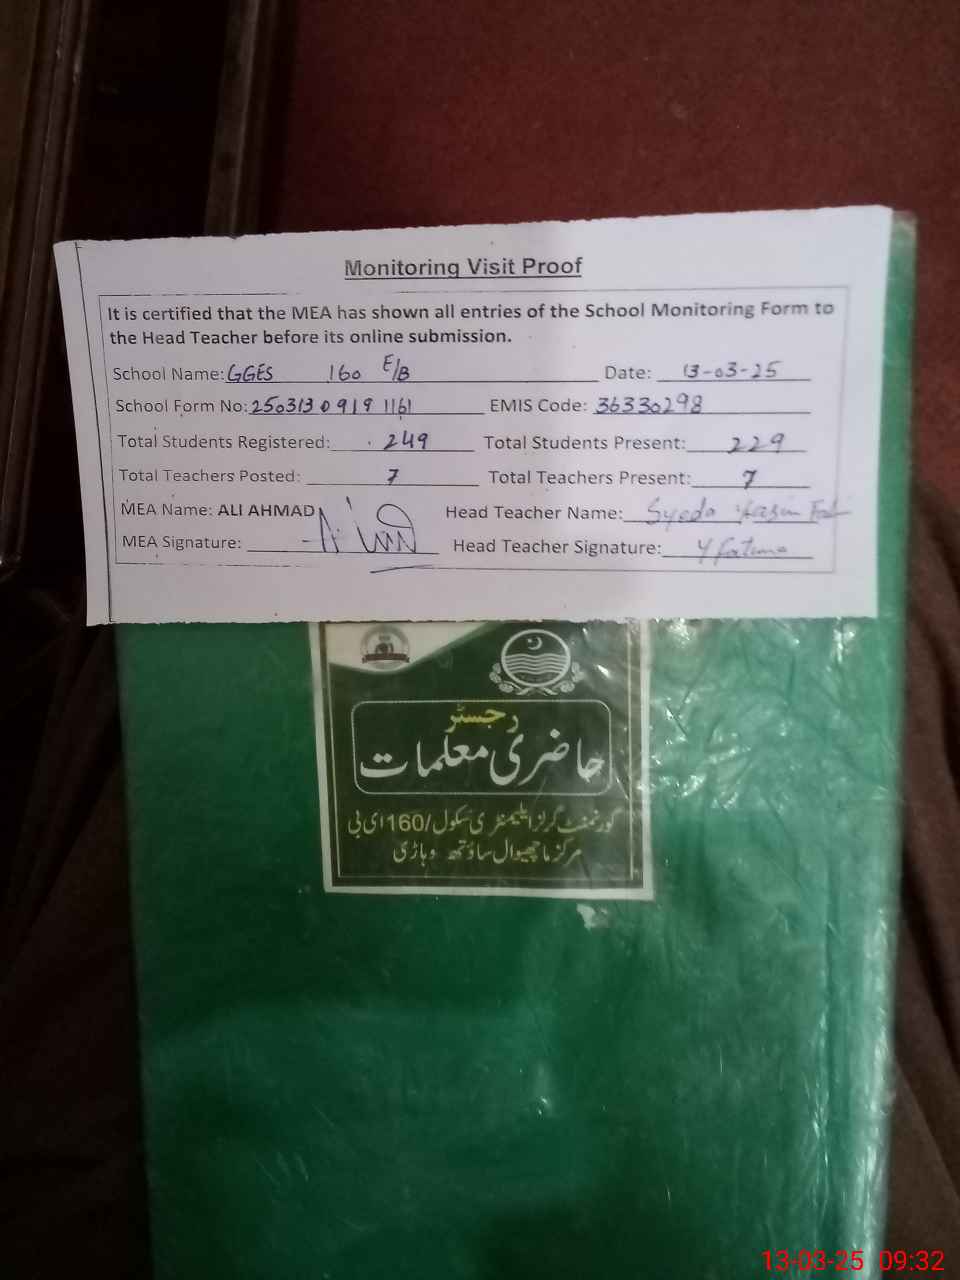 Monitoring Visit Proof
It is certified that the MEA has shown all entries of the School Monitoring Form to
the Head Teacher before its online submission.
School Name: GGES 160 E/B Date: 13-03-25
School Form No: 250313 0919 1161 EMIS Code: 36330298
Total Students Registered: 249 Total Students Present: 229
Total Teachers Posted: 7 Total Teachers Present: 7
MEA Name: ALI AHMAD Head Teacher Name: Syeda
MEA Signature: Head Teacher Signature: Y Fatima
رجسٹر
حاضری معلمات
گورنمنٹ گرلز ایلیمنٹری سکول/160 ای بی
مرکز ماچھیوال ساؤتھ وہاڑی
13-03-25 09:32